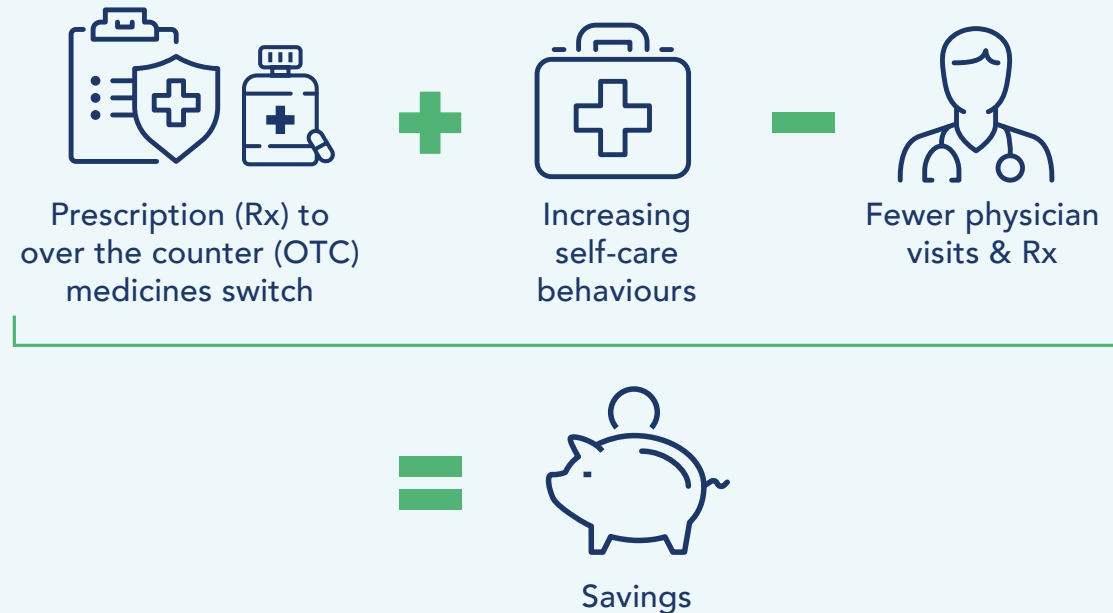 Prescription (Rx) to
over the counter (OTC)
medicines switch
Increasing
self-care
behaviours
Fewer physician
visits & Rx
Savings